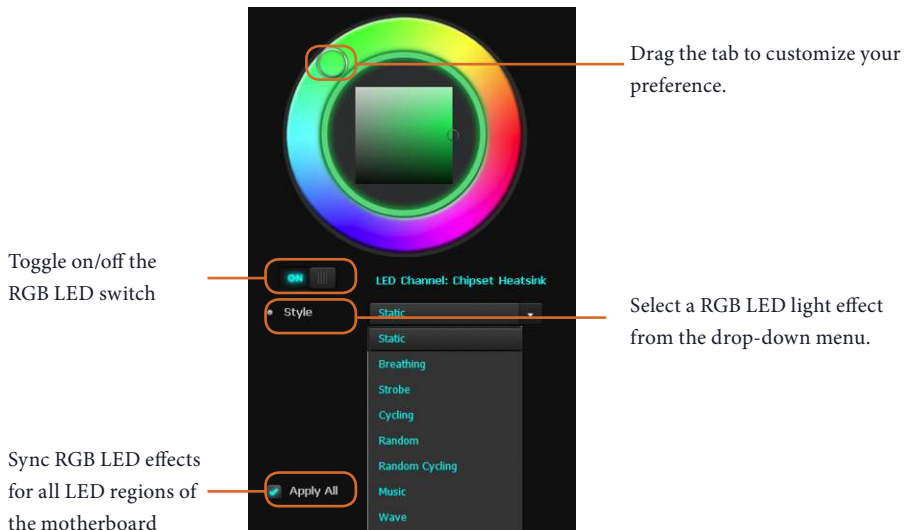 Drag the tab to customize your
preference.
Toggle on/off the
RGB LED switch
ON
LED Channel: Chipset Heatsink
Style
Static
Select a RGB LED light effect
from the drop-down menu.
Static
Breathing
Strobe
Cycling
Random
Random Cycling
Music
Wave
Sync RGB LED effects
for all LED regions of
the motherboard
Apply All